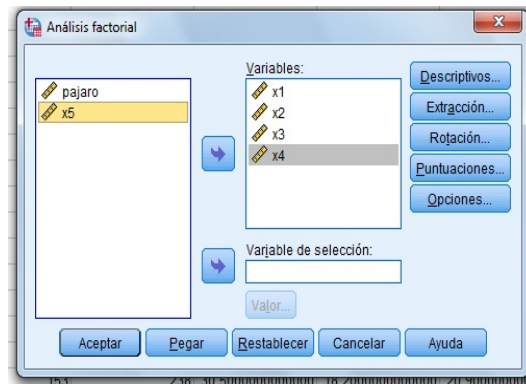 Análisis factorial
pajaro
x5
Variables:
x1
x2
x3
x4
Descriptivos...
Extracción...
Rotación...
Puntuaciones...
Opciones...
Variable de selección:
Valor...
Aceptar Pegar Restablecer Cancelar Ayuda